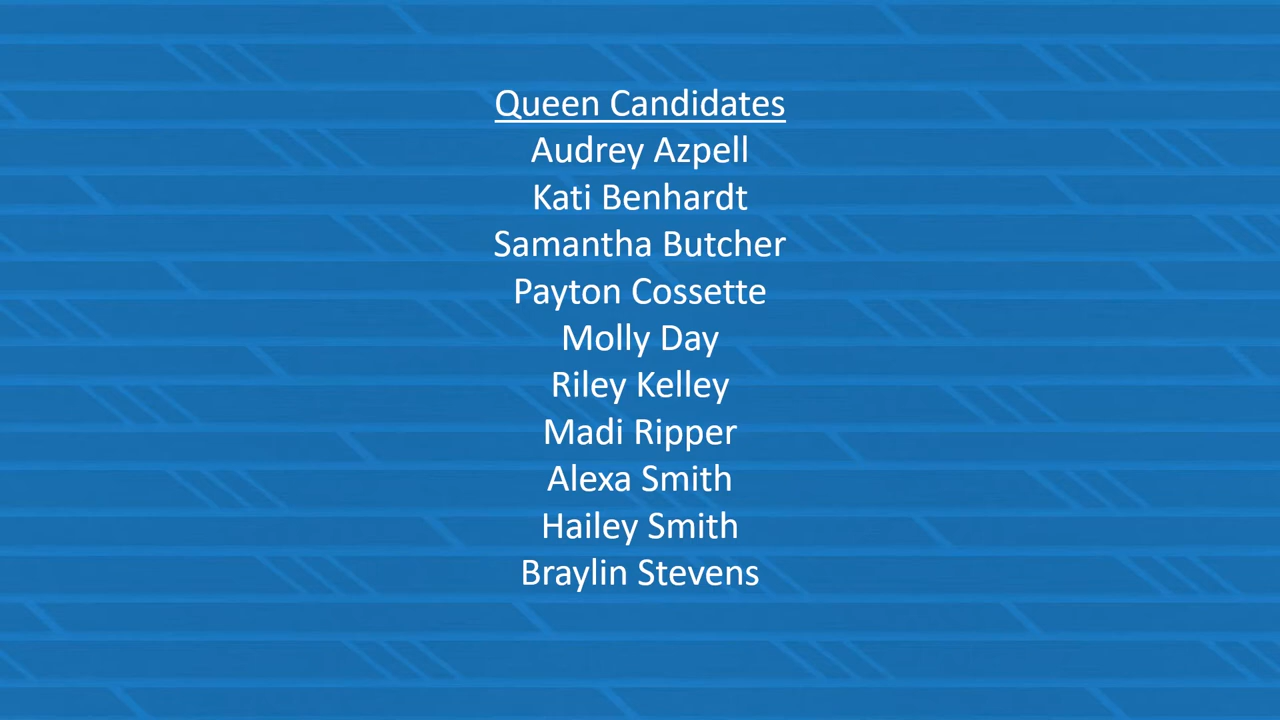 Queen Candidates
Audrey Azpell
Kati Benhardt
Samantha Butcher
Payton Cossette
Molly Day
Riley Kelley
Madi Ripper
Alexa Smith
Hailey Smith
Braylin Stevens